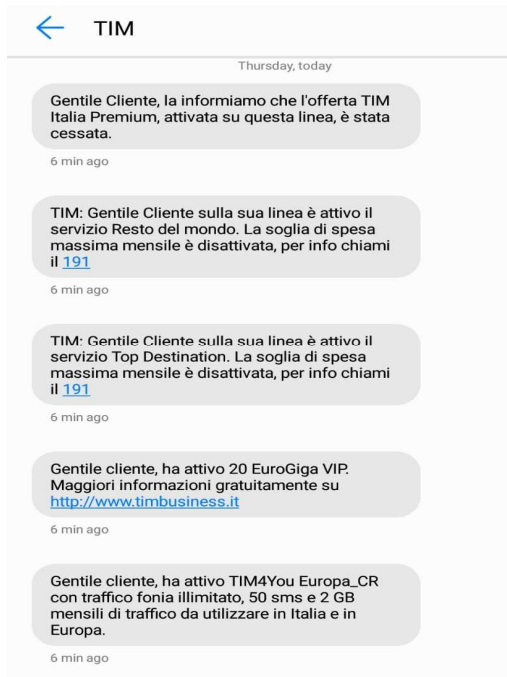 TIM
Thursday, today
Gentile Cliente, la informiamo che l'offerta TIM
Italia Premium, attivata su questa linea, è stata
cessata.
6 min ago
TIM: Gentile Cliente sulla sua linea è attivo il
servizio Resto del mondo. La soglia di spesa
massima mensile è disattivata, per info chiami
il 191
6 min ago
TIM: Gentile Cliente sulla sua linea è attivo il
servizio Top Destination. La soglia di spesa
massima mensile è disattivata, per info chiami
il 191
6 min ago
Gentile cliente, ha attivo 20 EuroGiga VIP.
Maggiori informazioni gratuitamente su
http://www.timbusiness.it
6 min ago
Gentile cliente, ha attivo TIM4You Europa_CR
con traffico fonia illimitato, 50 sms e 2 GB
mensili di traffico da utilizzare in Italia e in
Europa.
6 min ago